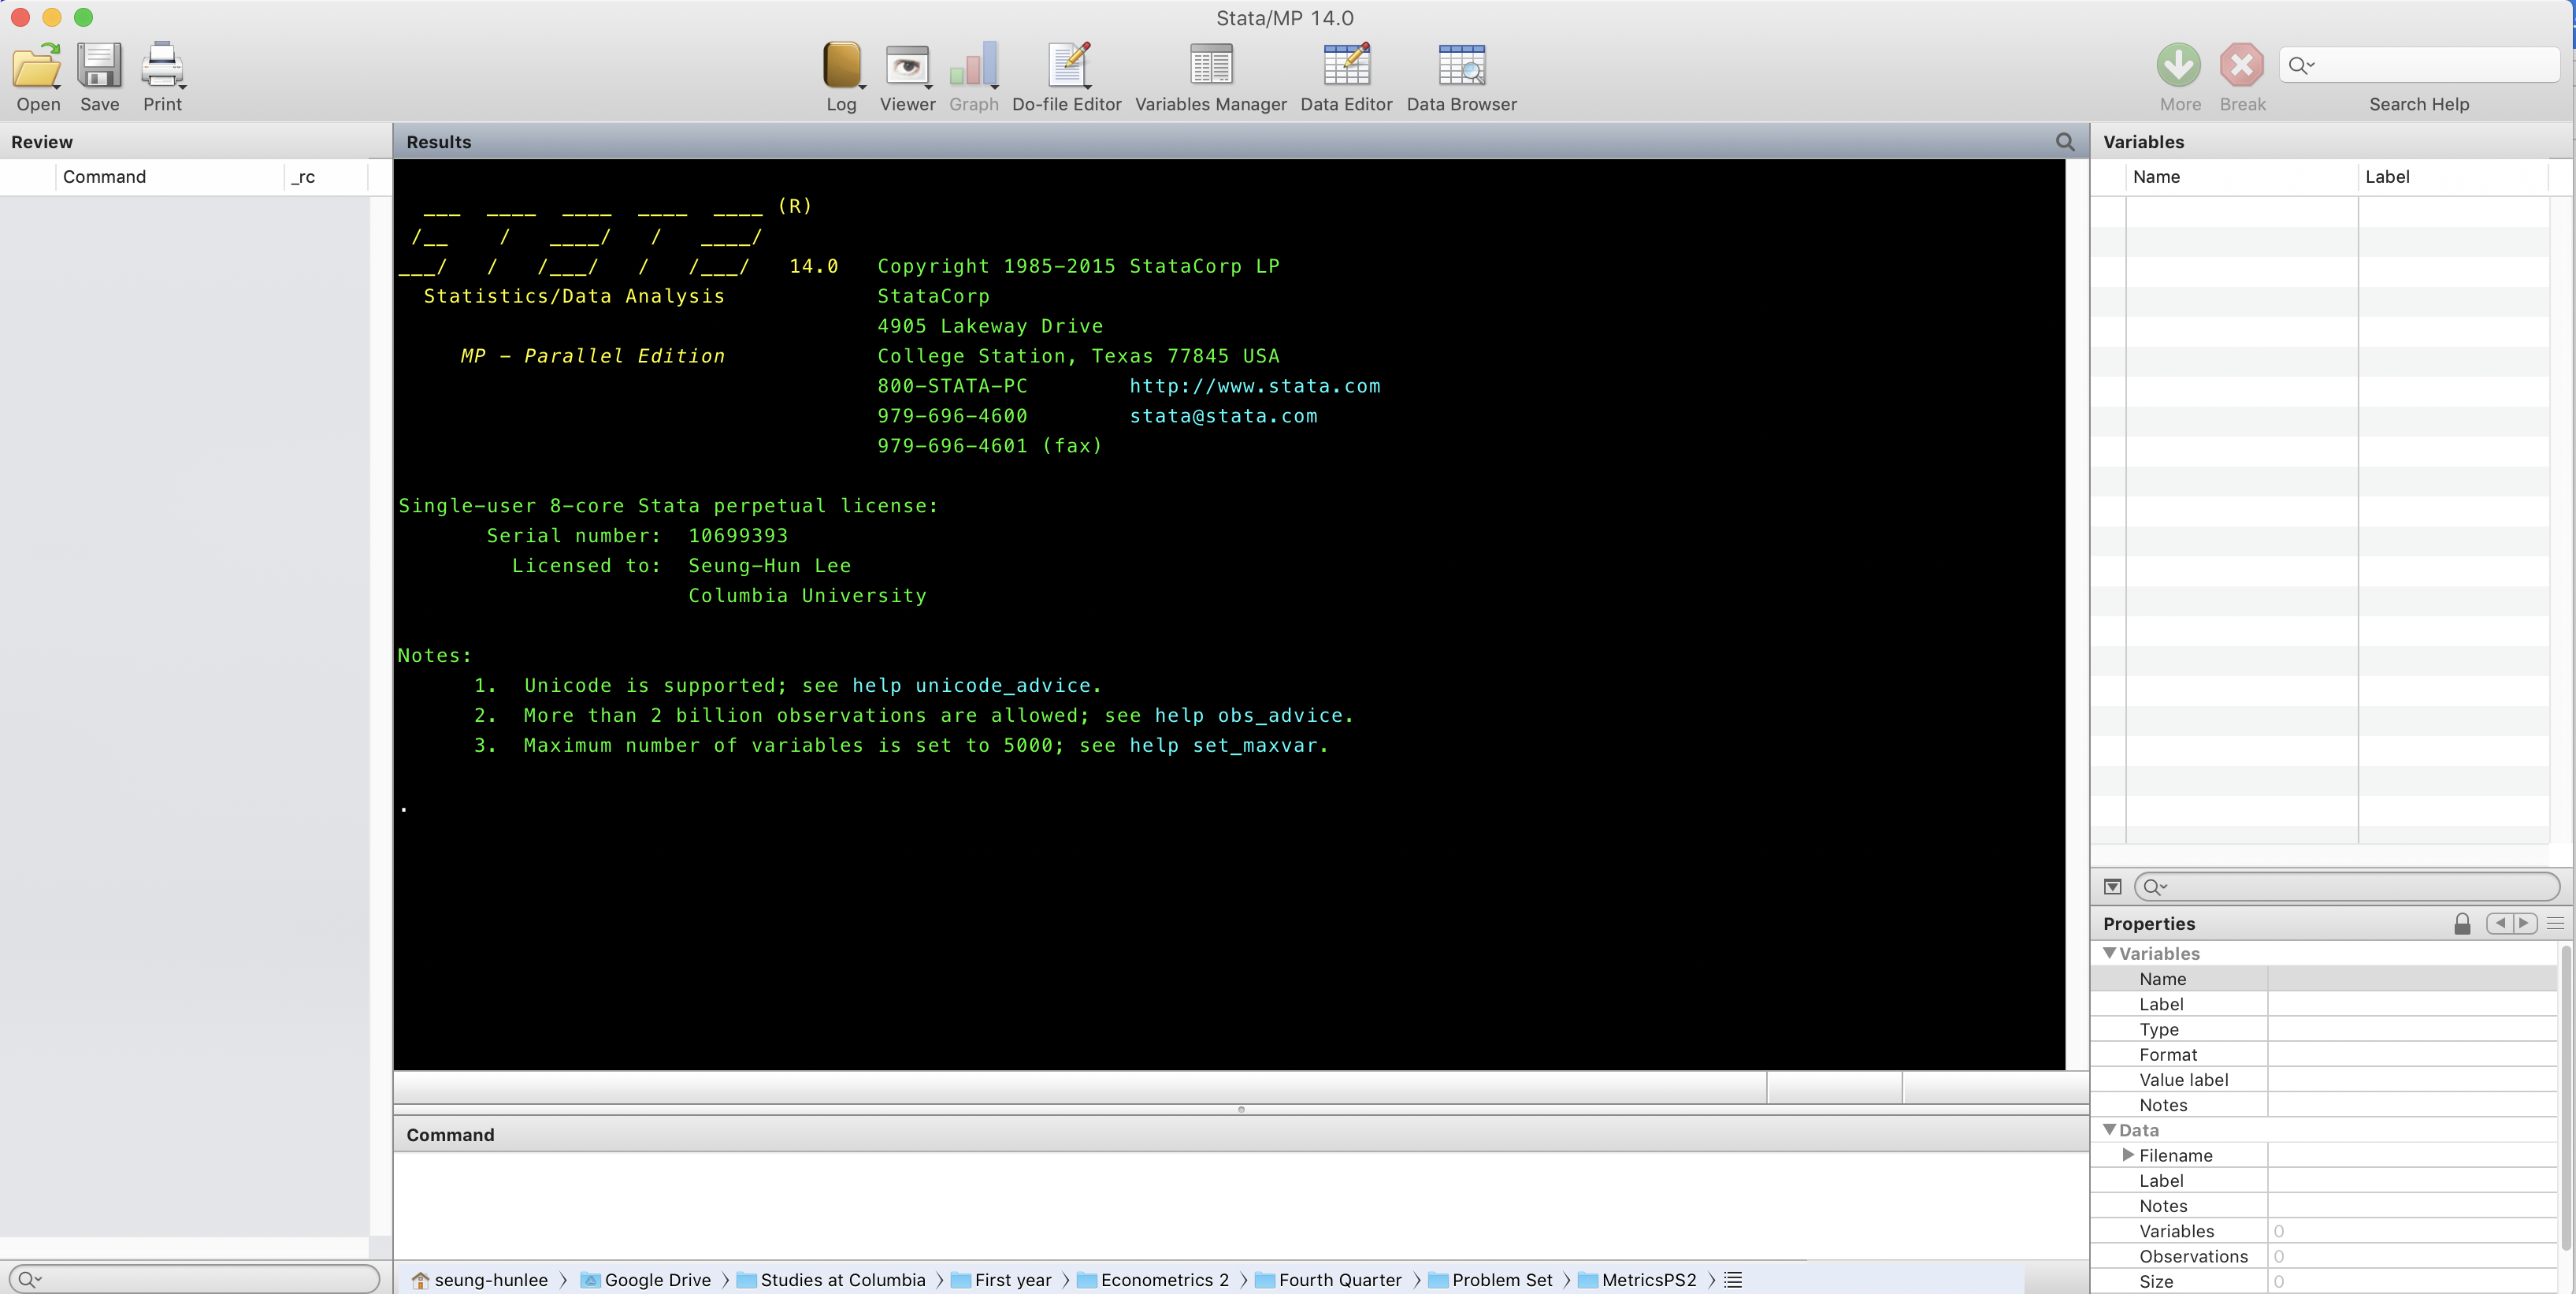 Stata/MP 14.0
Open Save Print Log Viewer Graph Do-file Editor Variables Manager Data Editor Data Browser More Break Search Help
Review
Command _rc
Results
___ ____ ____ ____ ____ (R)
/__ / ____/ / ____/
___/ / /___/ / /___/ 14.0 Copyright 1985-2015 StataCorp LP
Statistics/Data Analysis StataCorp
4905 Lakeway Drive
MP - Parallel Edition College Station, Texas 77845 USA
800-STATA-PC http://www.stata.com
979-696-4600 stata@stata.com
979-696-4601 (fax)
Single-user 8-core Stata perpetual license:
Serial number: 10699393
Licensed to: Seung-Hun Lee
Columbia University
Notes:
1. Unicode is supported; see help unicode_advice.
2. More than 2 billion observations are allowed; see help obs_advice.
3. Maximum number of variables is set to 5000; see help set_maxvar.
.
Command
seung-hunlee Google Drive Studies at Columbia First year Econometrics 2 Fourth Quarter Problem Set MetricsPS2
Variables
Name Label
Properties
Variables
Name
Label
Type
Format
Value label
Notes
Data
Filename
Label
Notes
Variables 0
Observations 0
Size 0